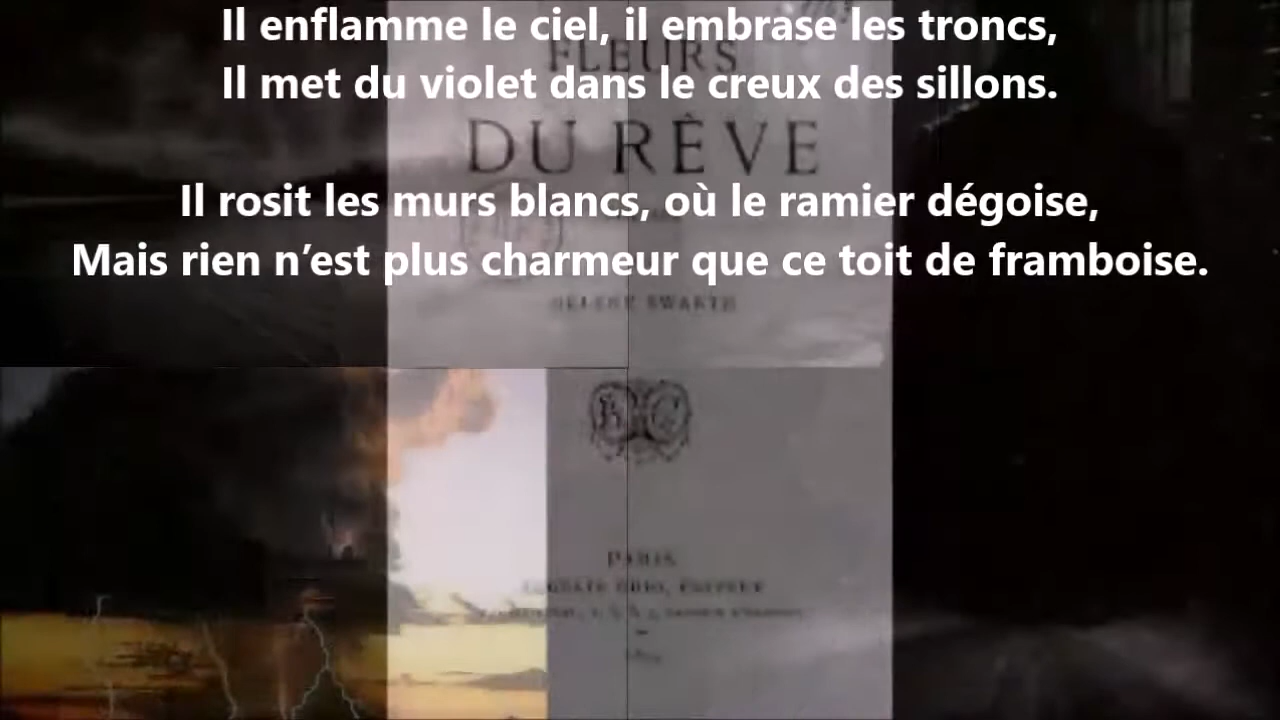 Il enflamme le ciel, il embrase les troncs,
FLEURS
Il met du violet dans le creux des sillons.
DU RÊVE
Il rosit les murs blancs, où le ramier dégoise,
Mais rien n’est plus charmeur que ce toit de framboise.
HÉLÈNE SWARTH
PARIS